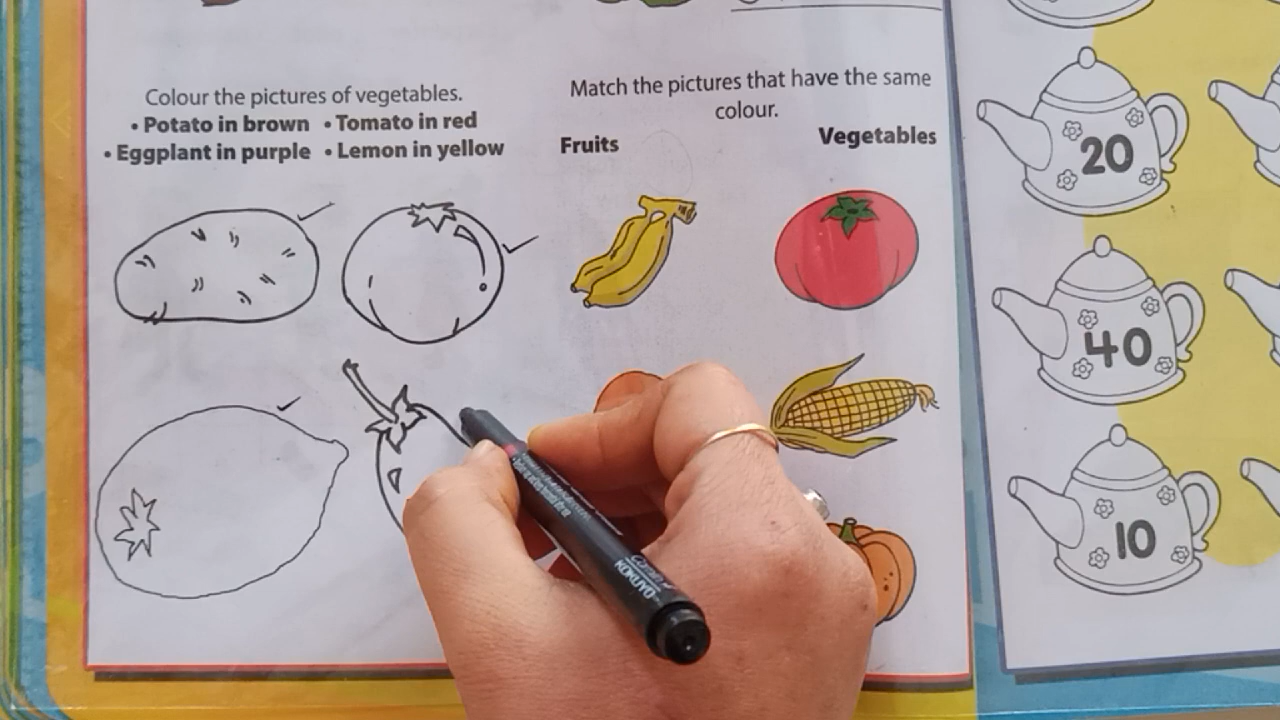 Colour the pictures of vegetables.
• Potato in brown • Tomato in red
• Eggplant in purple • Lemon in yellow
Match the pictures that have the same
colour.
Fruits
Vegetables
20
40
10
KOKUYO